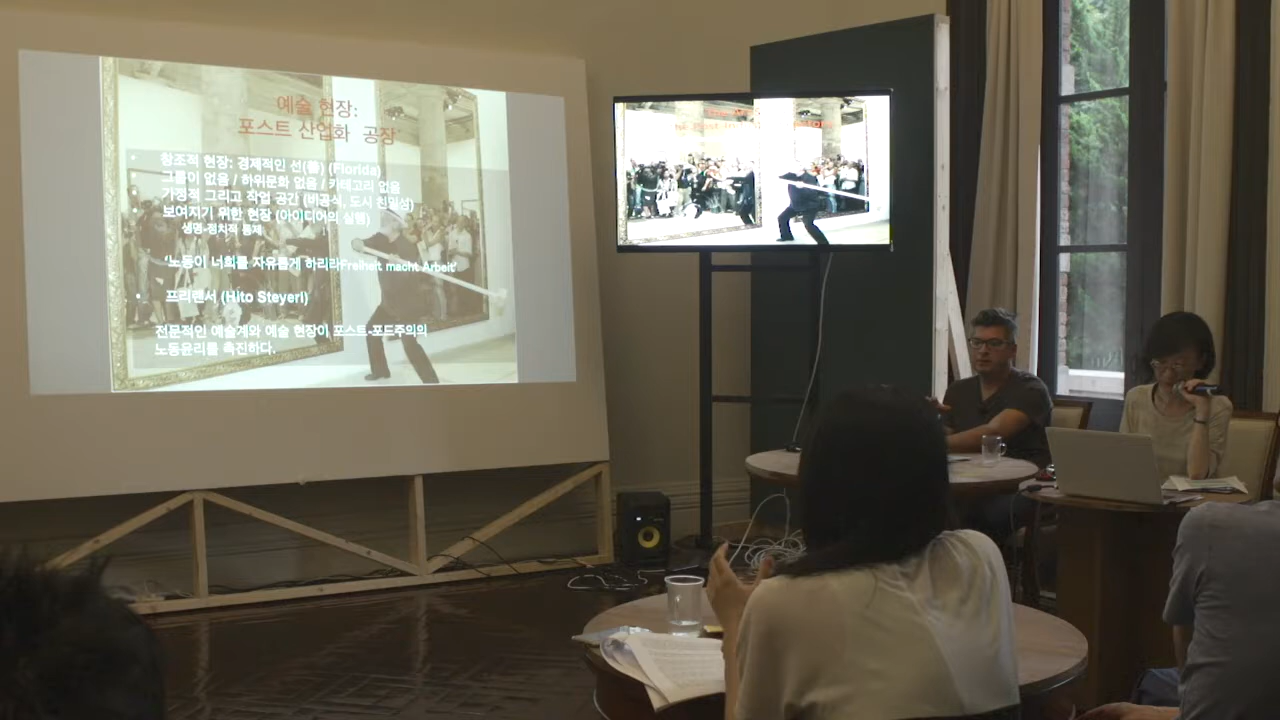 예술 현장:
포스트 산업화 공장
창조적 현장: 경제적인 선(善) (Florida)
그룹이 없음 / 하위문화 없음 / 카테고리 없음
가정적 그리고 작업 공간 (비공식, 도시 친밀성)
보여지기 위한 현장 (아이디어의 실행)
생명-정치적 통제
'노동이 너희를 자유롭게 하리라Freiheit macht Arbeit'
프리랜서 (Hito Steyerl)
전문적인 예술계와 예술 현장이 포스트-포드주의의
노동윤리를 촉진하다.